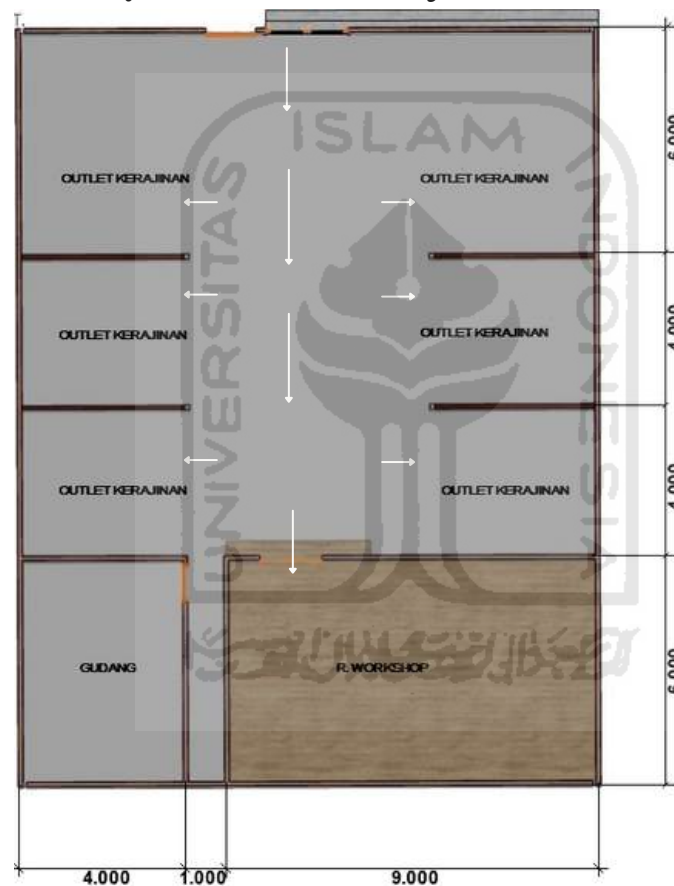 OUTLET KERAJINAN
OUTLET KERAJINAN
6.000
OUTLET KERAJINAN
OUTLET KERAJINAN
4.000
OUTLET KERAJINAN
OUTLET KERAJINAN
4.000
GUDANG
R. WORKSHOP
6.000
4.000
1.000
9.000
UNIVERSITAS
ISLAM
INDONESIA